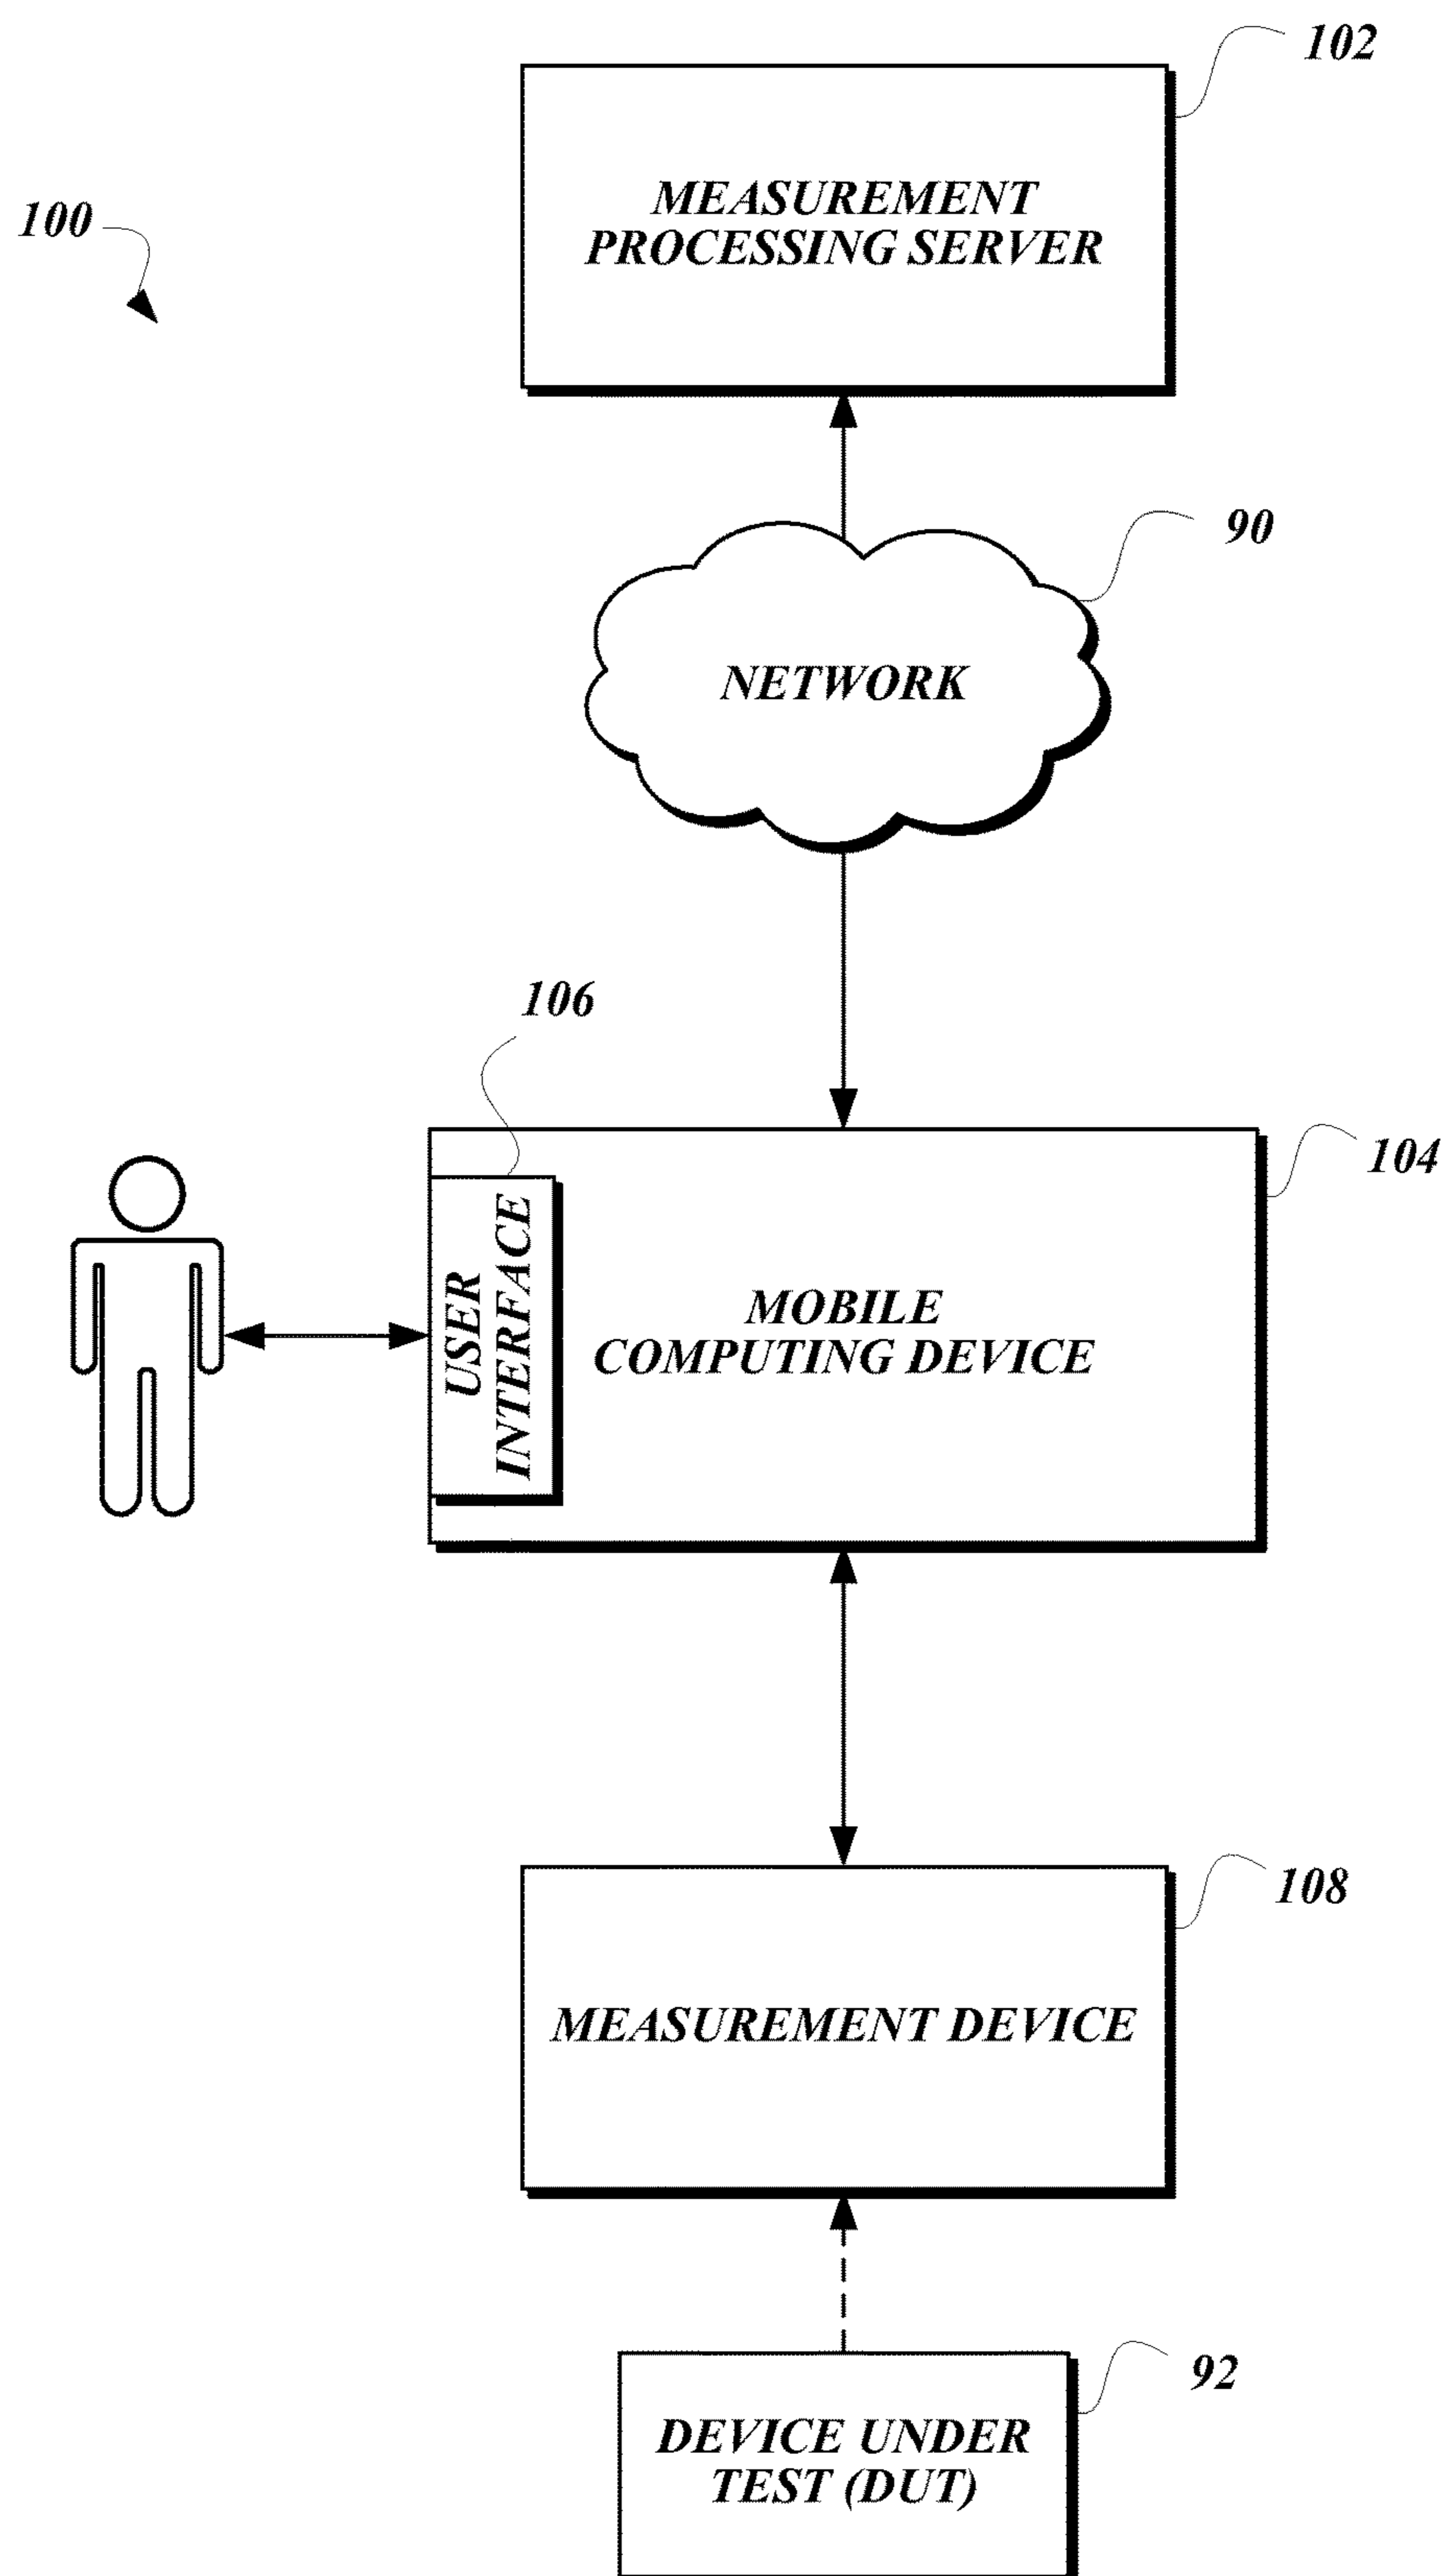 102
100
MEASUREMENT
PROCESSING SERVER
90
NETWORK
106
104
USER
INTERFACE
MOBILE
COMPUTING DEVICE
108
MEASUREMENT DEVICE
92
DEVICE UNDER
TEST (DUT)